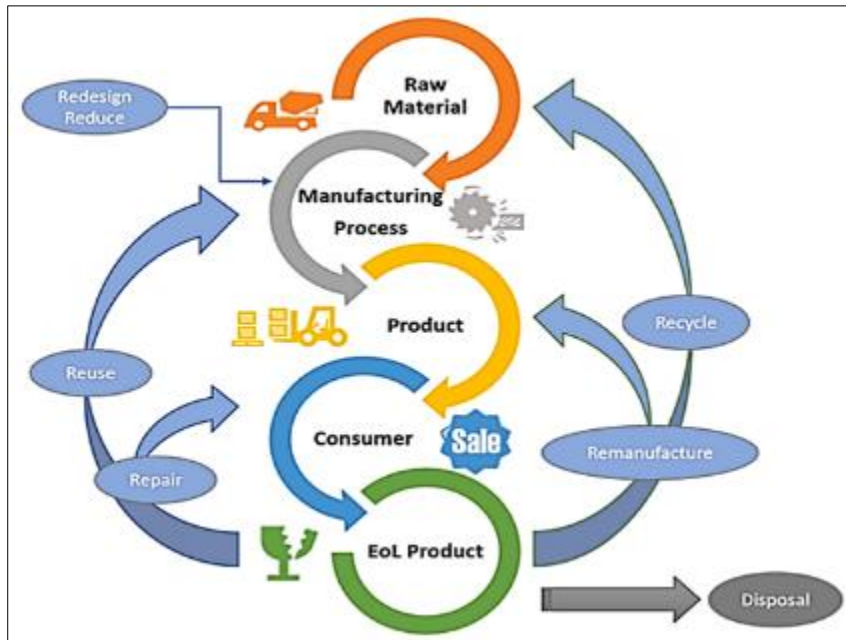 Raw
Material
Redesign
Reduce
Manufacturing
Process
Product
Recycle
Reuse
Consumer
Sale
Remanufacture
Repair
EoL Product
Disposal